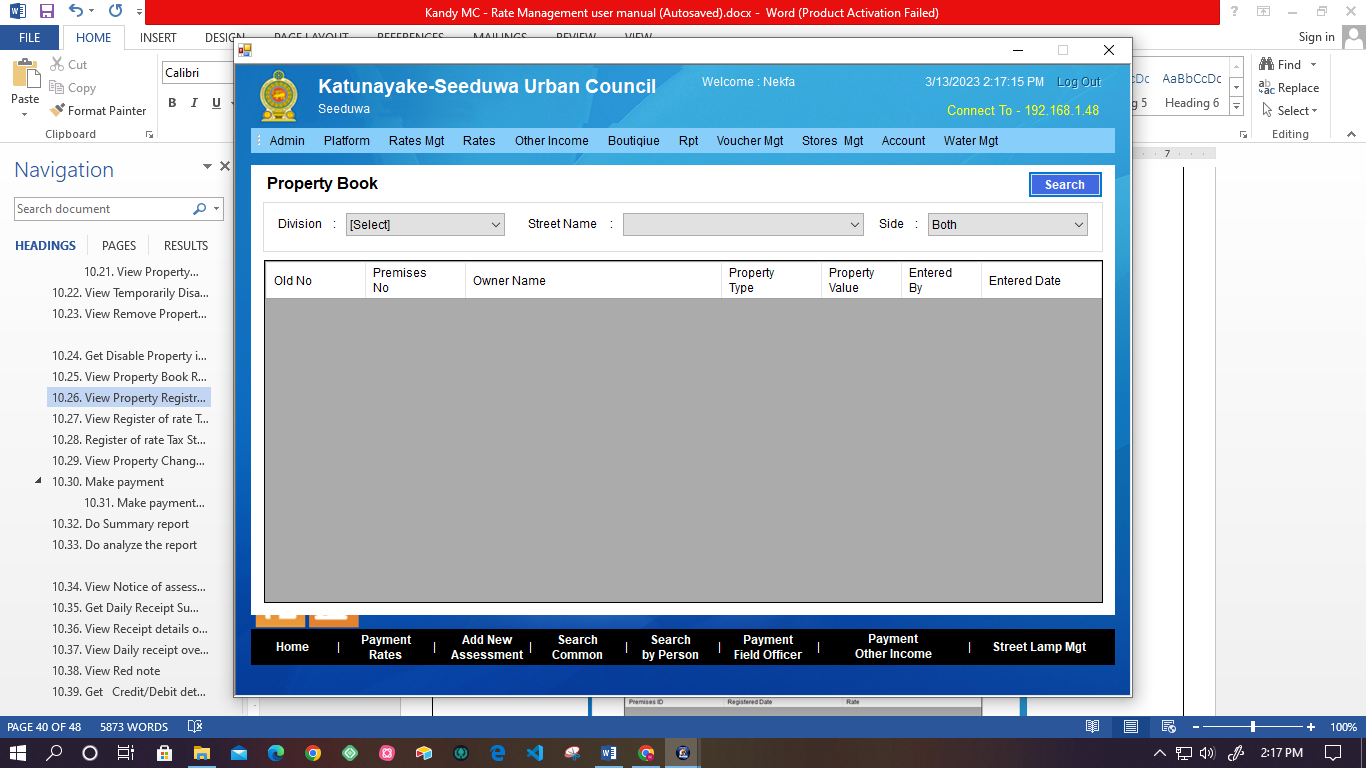 Kandy MC - Rate Management user manual (Autosaved).docx - Word (Product Activation Failed)
FILE HOME INSERT DESIGN PAGE LAYOUT REFERENCES MAILINGS REVIEW VIEW Sign in
Paste
Cut
Copy
Format Painter
Clipboard
Calibri
B I U
AaBbCcDc
Heading 6
Find
Replace
Select
Editing
7
Navigation
Search document
HEADINGS PAGES RESULTS
10.21. View Property...
10.22. View Temporarily Disa...
10.23. View Remove Propert...
10.24. Get Disable Property i...
10.25. View Property Book R...
10.26. View Property Registr...
10.27. View Register of rate T...
10.28. Register of rate Tax St...
10.29. View Property Chang...
10.30. Make payment
10.31. Make payment...
10.32. Do Summary report
10.33. Do analyze the report
10.34. View Notice of assess...
10.35. Get Daily Receipt Su...
10.36. View Receipt details o...
10.37. View Daily receipt ove...
10.38. View Red note
10.39. Get Credit/Debit det...
Katunayake-Seeduwa Urban Council
Seeduwa
Welcome : Nekfa
3/13/2023 2:17:15 PM Log Out
Connect To - 192.168.1.48
Admin Platform Rates Mgt Rates Other Income Boutiqiue Rpt Voucher Mgt Stores Mgt Account Water Mgt
Property Book
Search
Division : [Select] Street Name : Side : Both
Old No
Premises
No
Owner Name
Property
Type
Property
Value
Entered
By
Entered Date
Home
Payment
Rates
Add New
Assessment
Search
Common
Search
by Person
Payment
Field Officer
Payment
Other Income
Street Lamp Mgt
Premises ID Registered Date Rate
PAGE 40 OF 48 5873 WORDS 100%
2:17 PM